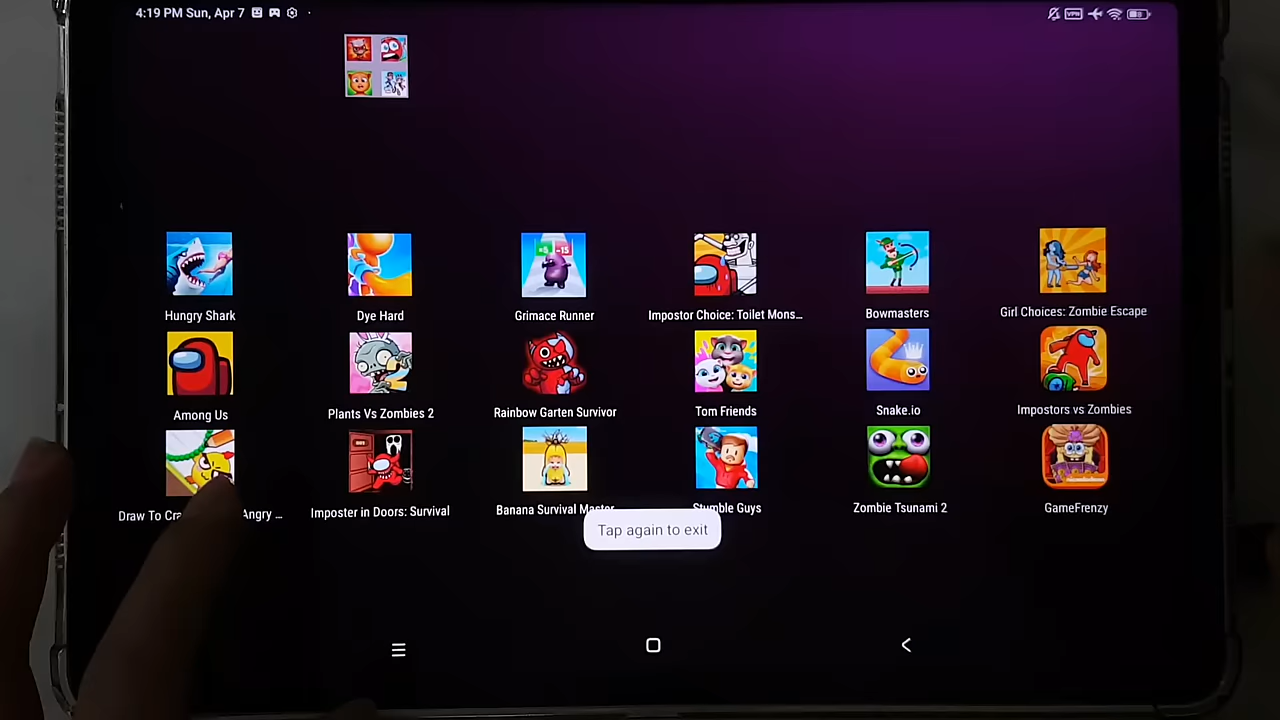 4:19 PM Sun, Apr 7
VPN
Hungry Shark
Dye Hard
Grimace Runner
Impostor Choice: Toilet Mons...
Bowmasters
Girl Choices: Zombie Escape
Among Us
Plants Vs Zombies 2
Rainbow Garten Survivor
Tom Friends
Snake.io
Impostors vs Zombies
Draw To Angry ...
Imposter in Doors: Survival
Banana Survival Master
Stumble Guys
Zombie Tsunami 2
GameFrenzy
Tap again to exit